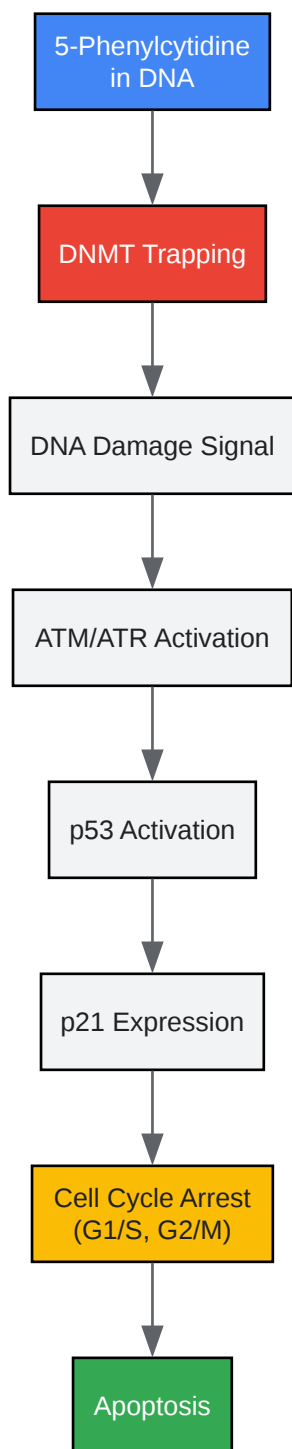 5-Phenylcytidine
in DNA
DNMT Trapping
DNA Damage Signal
ATM/ATR Activation
p53 Activation
p21 Expression
Cell Cycle Arrest
(G1/S, G2/M)
Apoptosis